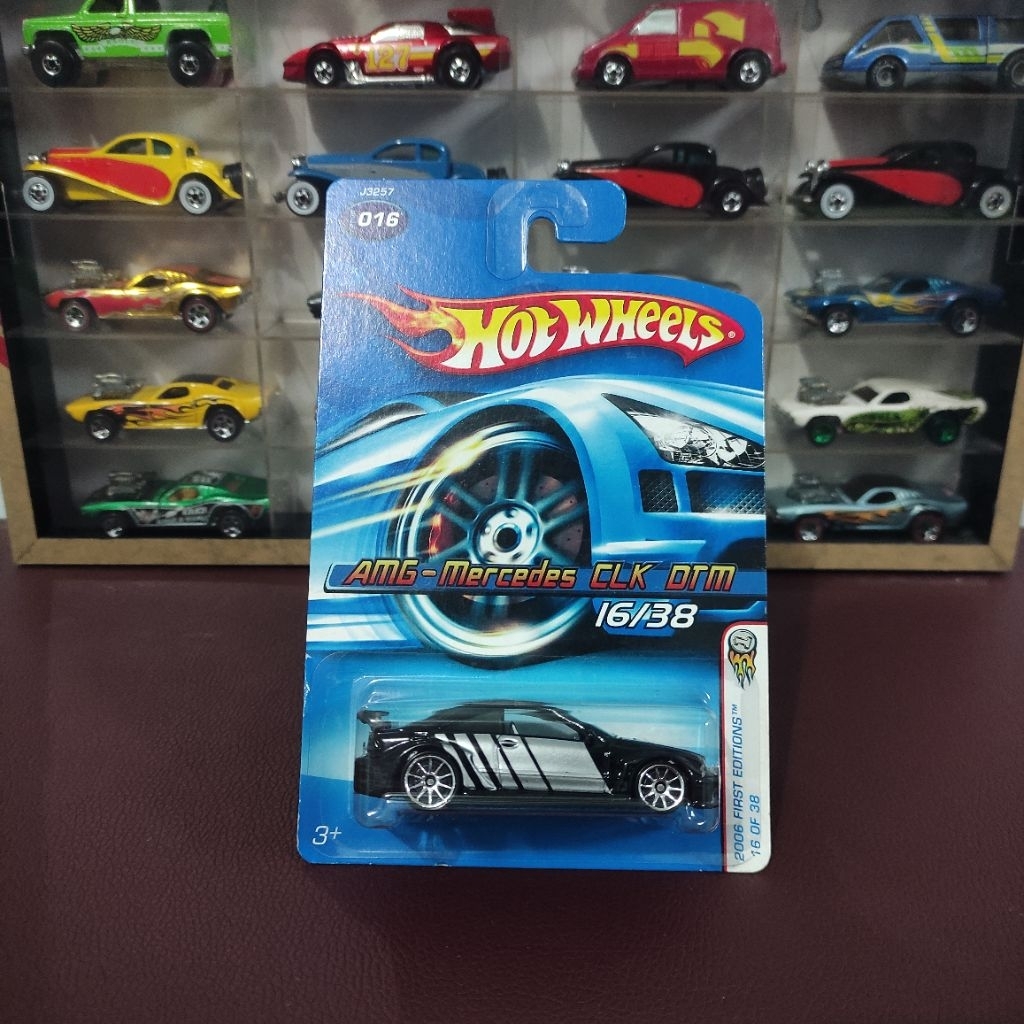 127
J3257
016
HOT WHEELS®
AMG-Mercedes CLK DTM
16/38
2006 FIRST EDITIONS™
16 OF 38
3+